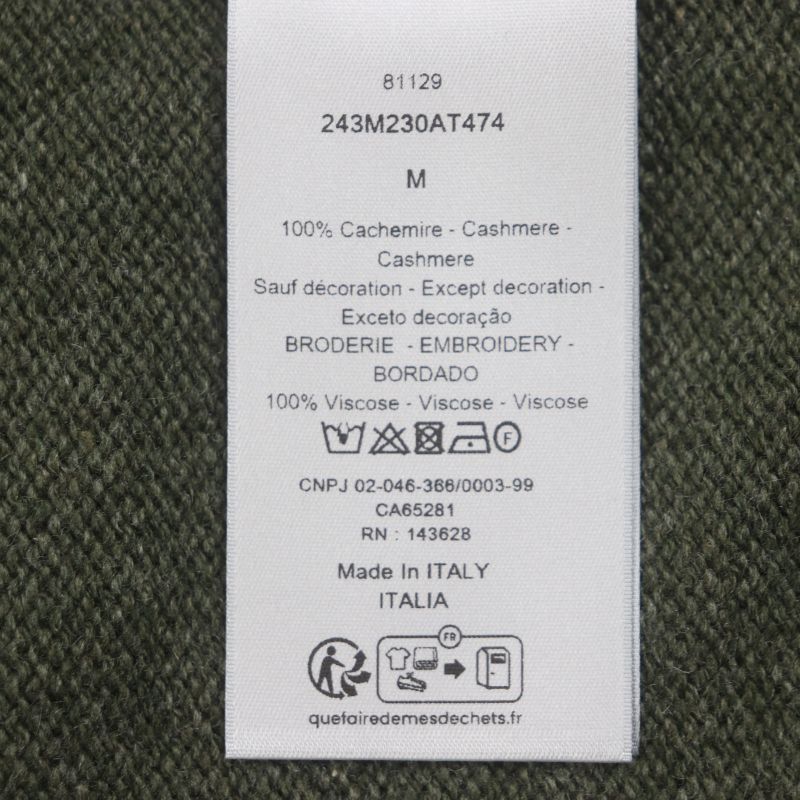 81129
243M230AT474
M
100% Cachemire - Cashmere -
Cashmere
Sauf décoration - Except decoration -
Exceto decoração
BRODERIE - EMBROIDERY -
BORDADO
100% Viscose - Viscose - Viscose
F
CNPJ 02-046-366/0003-99
CA65281
RN : 143628
Made In ITALY
ITALIA
FR
quefairedemesdechets.fr